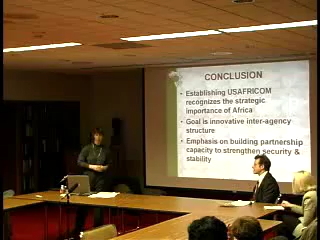 CONCLUSION
• Establishing USAFRICOM
recognizes the strategic
importance of Africa
• Goal is innovative inter-agency
structure
• Emphasis on building partnership
capacity to strengthen security &
stability